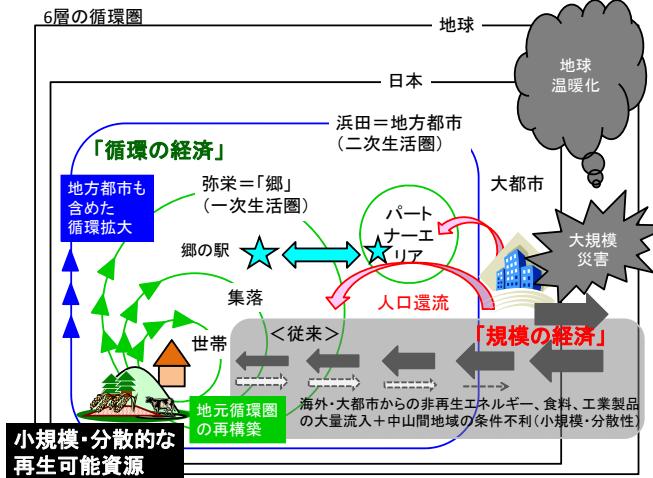 6層の循環圏
地球
地球
温暖化
日本
浜田＝地方都市
（二次生活圏）
「循環の経済」
大都市
地方都市も
含めた
循環拡大
弥栄＝「郷」
（一次生活圏）
パート
ナーエ
リア
大規模
災害
郷の駅
集落
人口還流
世帯
＜従来＞
「規模の経済」
地元循環圏
の再構築
海外・大都市からの非再生エネルギー、食料、工業製品
の大量流入＋中山間地域の条件不利（小規模・分散性）
小規模・分散的な
再生可能資源